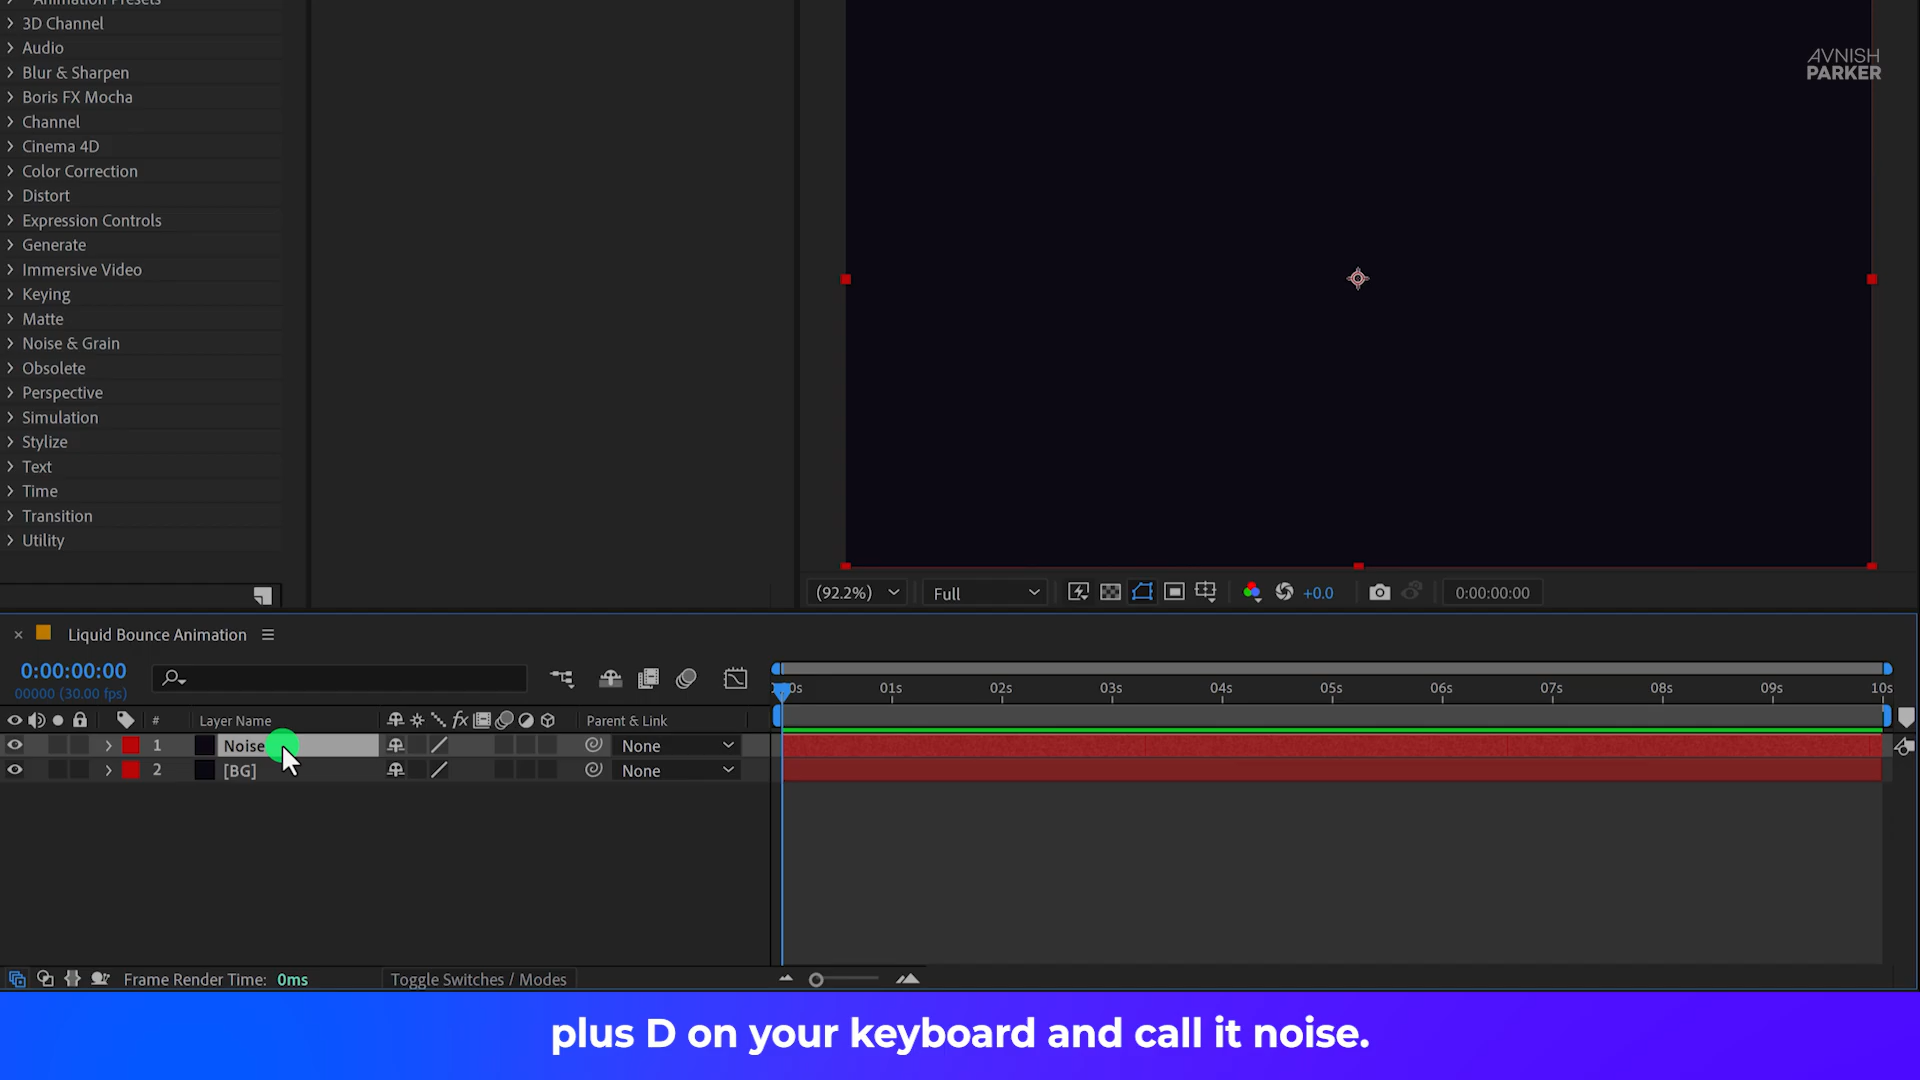 Animation Presets
3D Channel
Audio
Blur & Sharpen
Boris FX Mocha
Channel
Cinema 4D
Color Correction
Distort
Expression Controls
Generate
Immersive Video
Keying
Matte
Noise & Grain
Obsolete
Perspective
Simulation
Stylize
Text
Time
Transition
Utility
AVNISH
PARKER
(92.2%)
Full
+0.0
0:00:00:00
Liquid Bounce Animation
0:00:00:00
00000 (30.00 fps)
0s 01s 02s 03s 04s 05s 06s 07s 08s 09s 10s
# Layer Name fx Parent & Link
1 Noise None
2 [BG] None
Frame Render Time: 0ms Toggle Switches / Modes
plus D on your keyboard and call it noise.